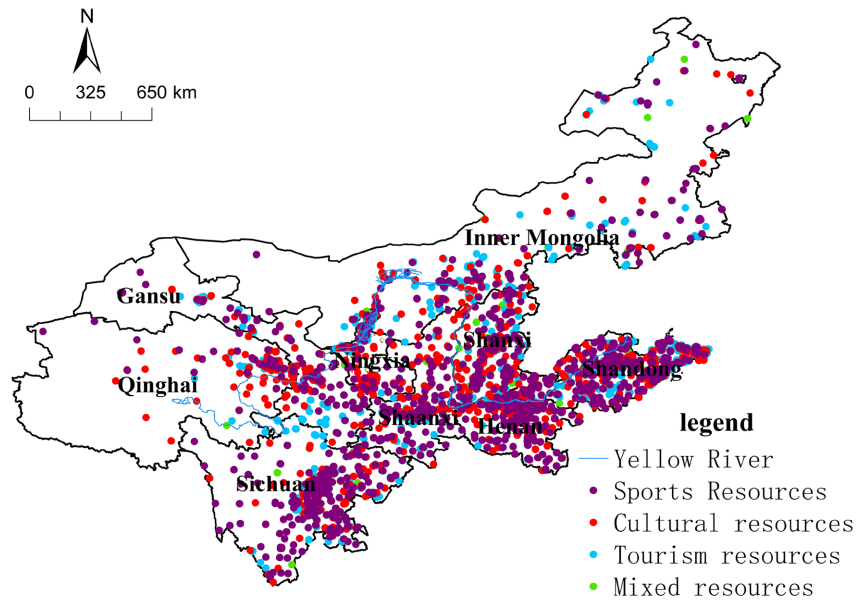 N
0 325 650 km
Inner Mongolia
Gansu
Shanxi
Ningxia
Shandong
Qinghai
Shaanxi
Henan
Sichuan
legend
Yellow River
Sports Resources
Cultural resources
Tourism resources
Mixed resources